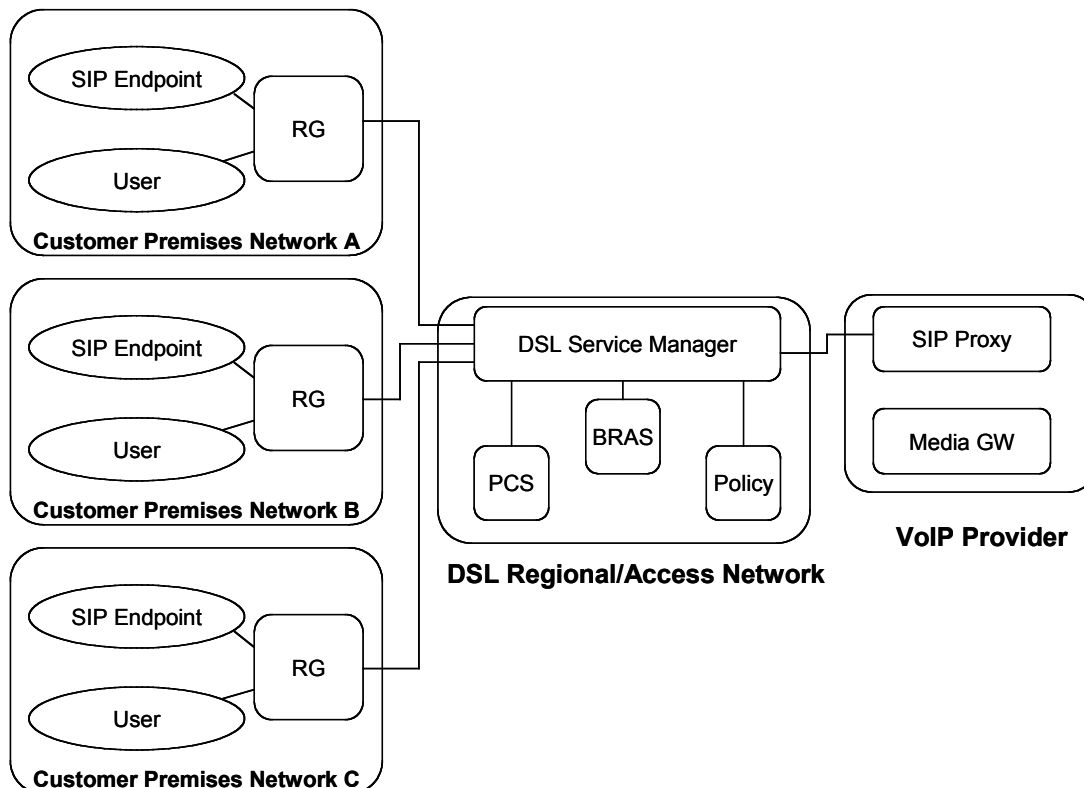 SIP Endpoint
RG
User
Customer Premises Network A
SIP Endpoint
RG
User
Customer Premises Network B
SIP Endpoint
RG
User
Customer Premises Network C
DSL Service Manager
BRAS
PCS
Policy
DSL Regional/Access Network
SIP Proxy
Media GW
VoIP Provider